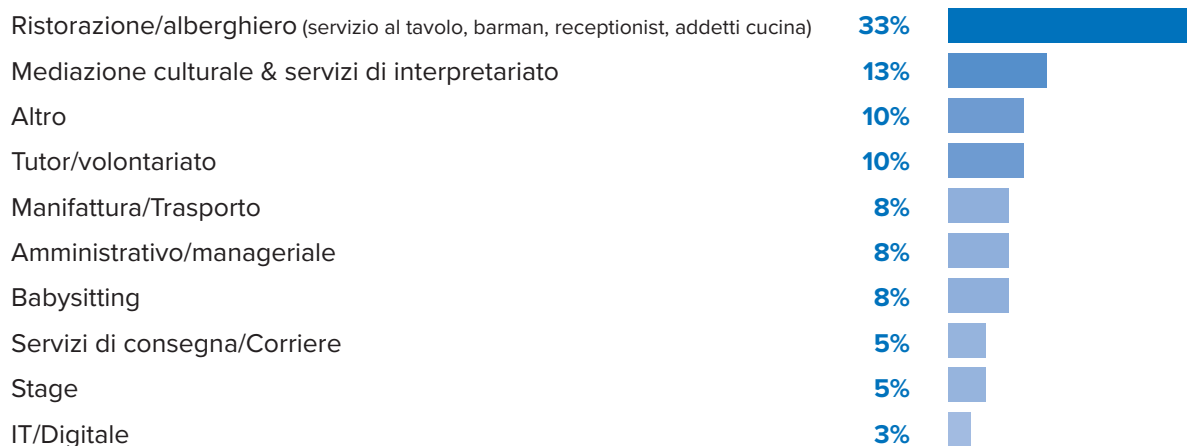 Ristorazione/alberghiero (servizio al tavolo, barman, receptionist, addetti cucina) 33%
Mediazione culturale & servizi di interpretariato 13%
Altro 10%
Tutor/volontariato 10%
Manifattura/Trasporto 8%
Amministrativo/manageriale 8%
Babysitting 8%
Servizi di consegna/Corriere 5%
Stage 5%
IT/Digitale 3%